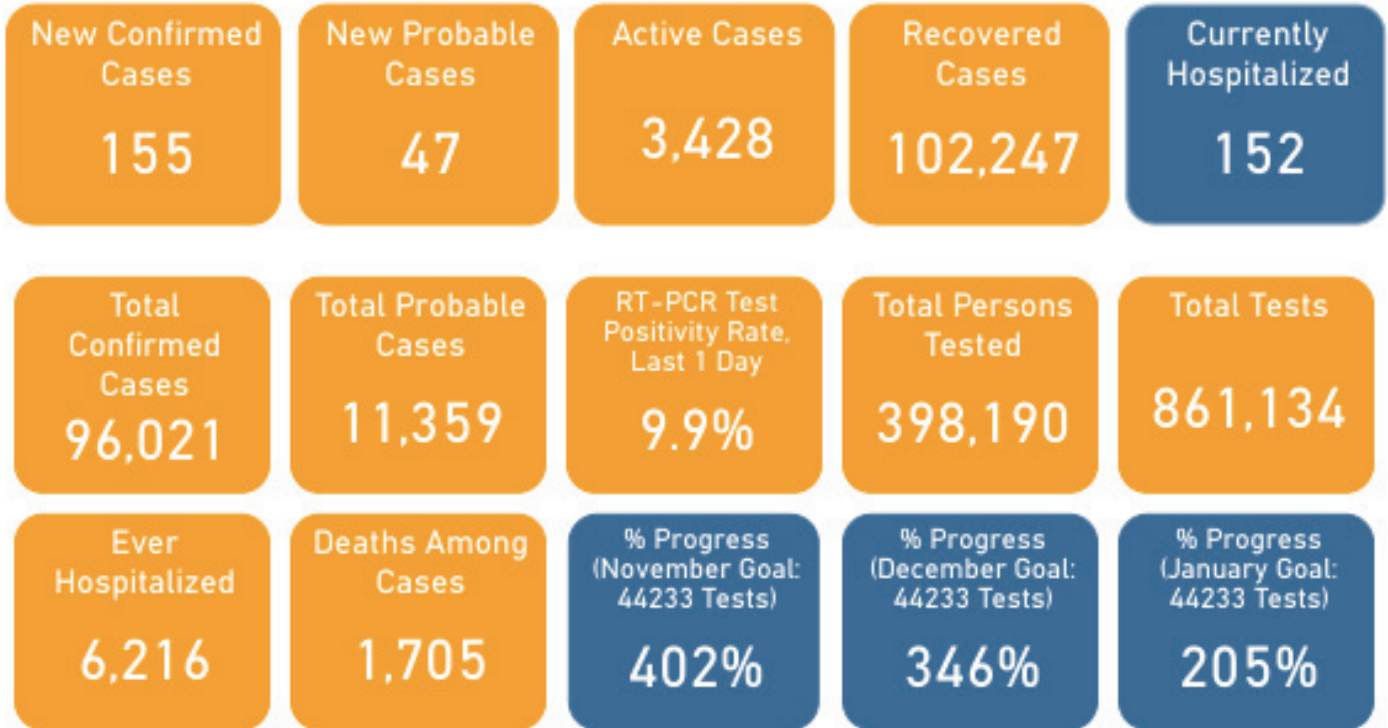 New Confirmed
Cases
155
New Probable
Cases
47
Active Cases
3,428
Recovered
Cases
102,247
Currently
Hospitalized
152
Total
Confirmed
Cases
96,021
Total Probable
Cases
11,359
RT-PCR Test
Positivity Rate,
Last 1 Day
9.9%
Total Persons
Tested
398,190
Total Tests
861,134
Ever
Hospitalized
6,216
Deaths Among
Cases
1,705
% Progress
(November Goal:
44233 Tests)
402%
% Progress
(December Goal:
44233 Tests)
346%
% Progress
(January Goal:
44233 Tests)
205%